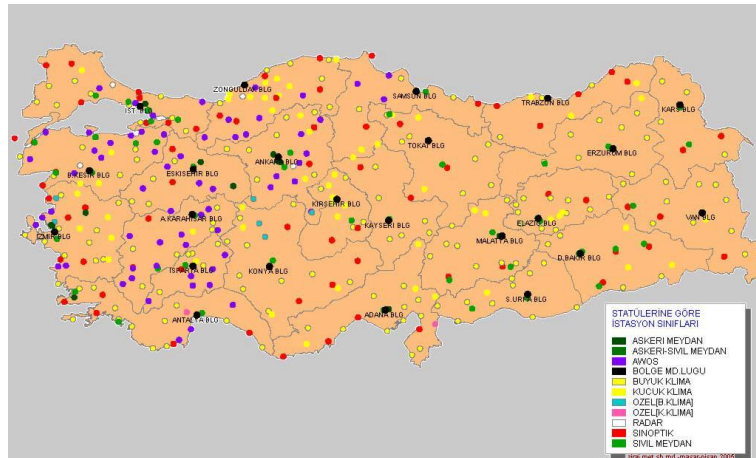 ZONGULDAK BLG
SAMSUN BLG
TRABZON BLG
KARS BLG
IST. BLG
TOKAT BLG
ERZURUM BLG
ANKARA BLG
B.KESIR BLG
ESKISEHIR BLG
KIRŞEHIR BLG
A.KARAHISAR BLG
KAYSERI BLG
ELAZIG BLG
VAN BLG
IZMIR BLG
MALATYA BLG
D.BAKIR BLG
ISPARTA BLG
KONYA BLG
S.URFA BLG
ANTALYA BLG
ADANA BLG
STATÜLERINE GÖRE
ISTASYON SINIFLARI
ASKERI MEYDAN
ASKERI-SIVIL MEYDAN
AWOS
BOLGE MD.LUGU
BUYUK KLIMA
KUCUK KLIMA
OZEL[B.KLIMA]
OZEL[K.KLIMA]
RADAR
SINOPTIK
SIVIL MEYDAN